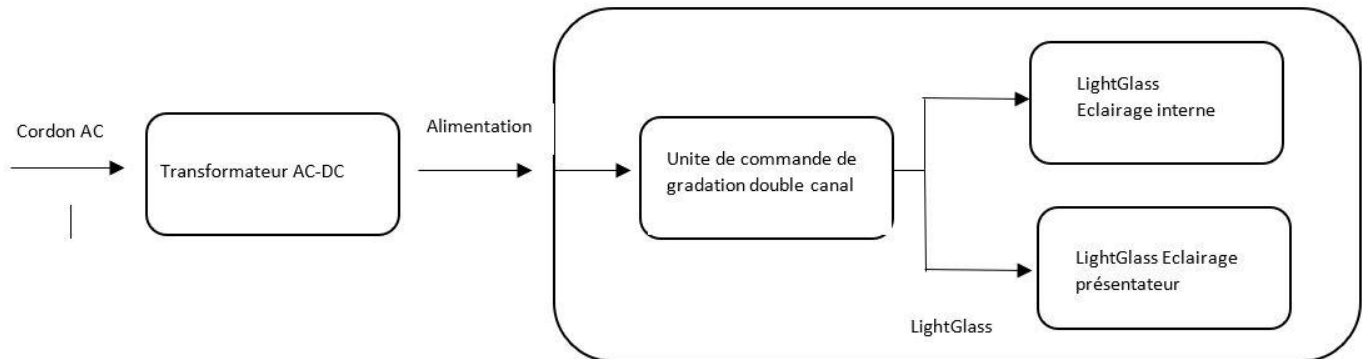 Cordon AC
Transformateur AC-DC
Alimentation
Unite de commande de
gradation double canal
LightGlass
Eclairage interne
LightGlass Eclairage
présentateur
LightGlass